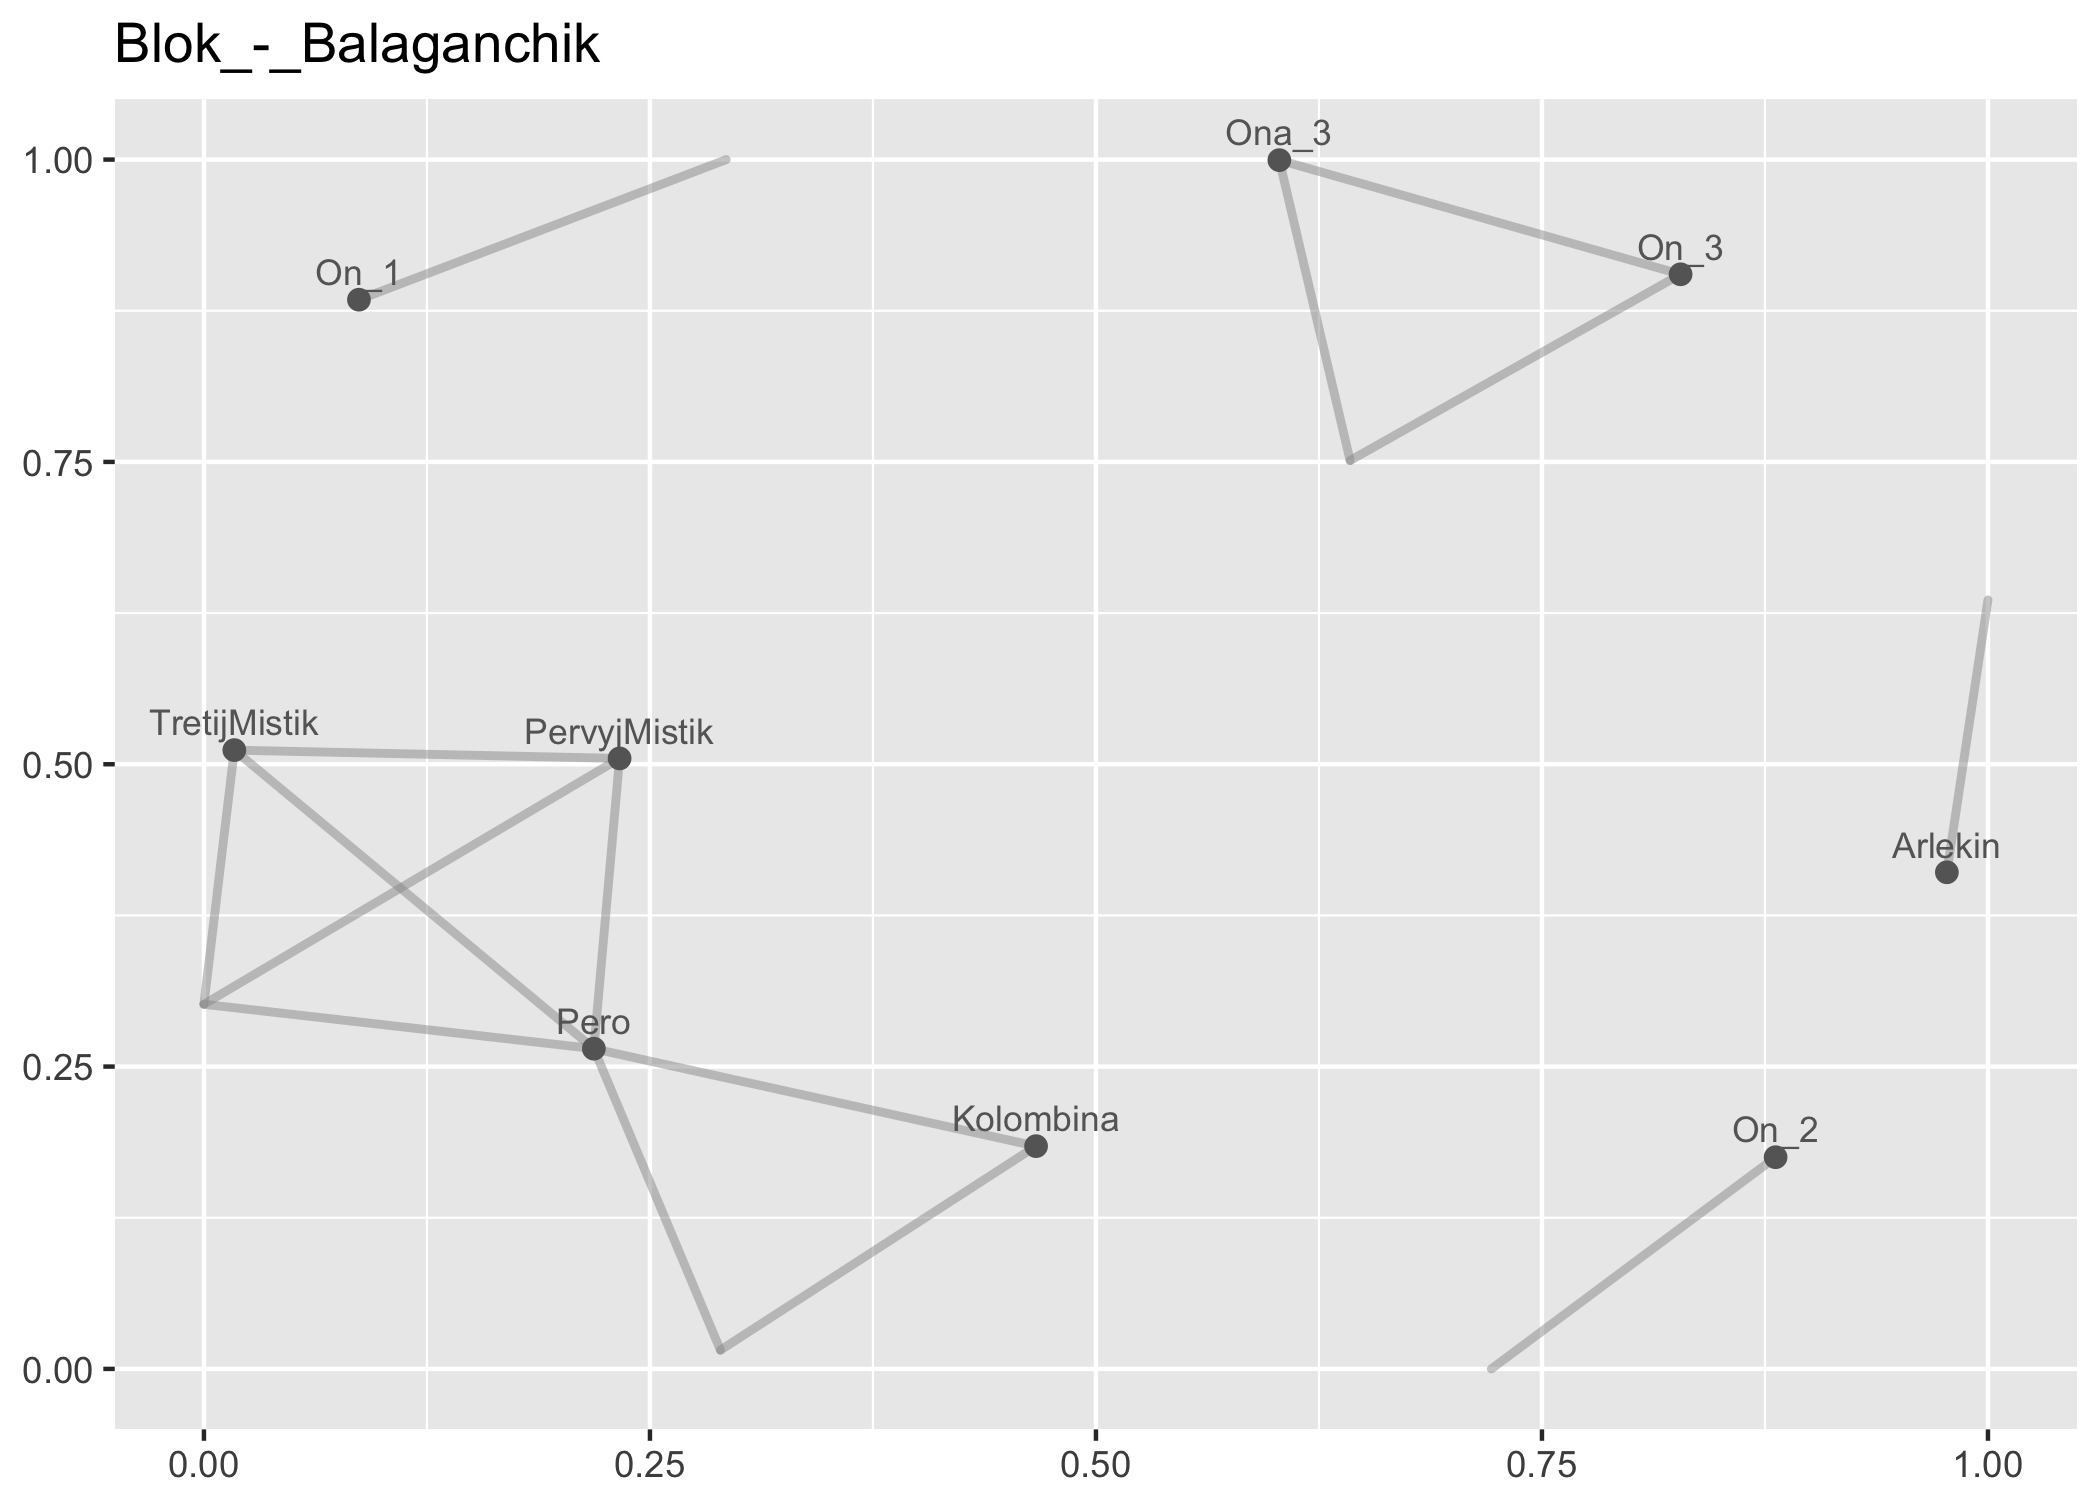 Blok_-_Balaganchik
1.00
0.75
0.50
0.25
0.00
Ona_3
On_3
On_1
TretijMistik
PervyjMistik
Arlekin
Pero
Kolombina
On_2
0.00
0.25
0.50
0.75
1.00